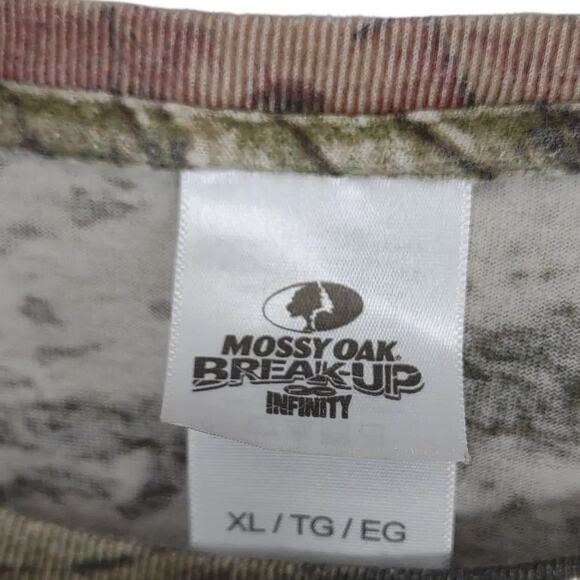 MOSSY OAK
BREAK-UP
INFINITY
XL / TG / EG